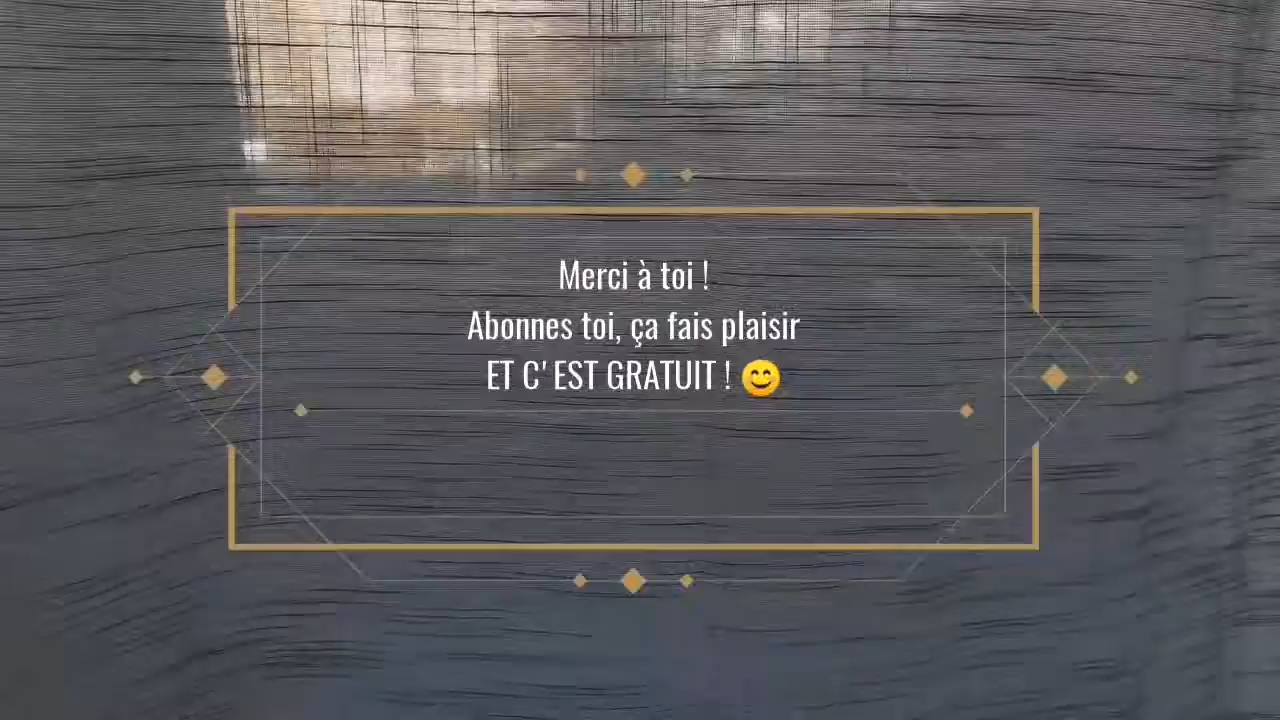 Merci à toi !
Abonnes toi, ça fais plaisir
ET C'EST GRATUIT ! 😊